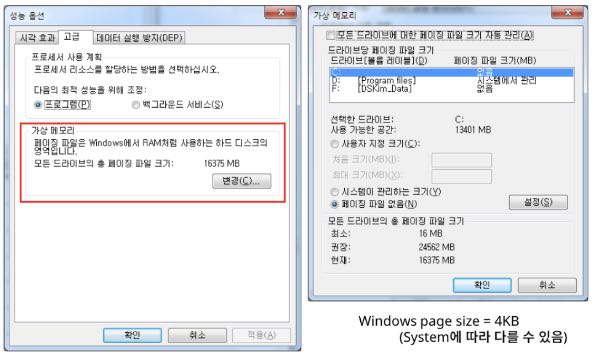 성능 옵션
시각 효과 고급 데이터 실행 방지(DEP)
프로세서 사용 계획
프로세서 리소스를 할당하는 방법을 선택하십시오.
다음의 최적 성능을 위해 조정:
프로그램(P) 백그라운드 서비스(S)
가상 메모리
페이징 파일은 Windows에서 RAM처럼 사용하는 하드 디스크의
영역입니다.
모든 드라이브의 총 페이징 파일 크기: 16375 MB
변경(C)...
확인 취소 적용(A)
가상 메모리
모든 드라이브에 대한 페이징 파일 크기 자동 관리(A)
드라이브당 페이징 파일 크기
드라이브[볼륨 레이블](D) 페이징 파일 크기(MB)
C: 없음
D: [Program files] 시스템에서 관리
F: [DSKim_Data] 없음
선택한 드라이브: C:
사용 가능한 공간: 13401 MB
사용자 지정 크기(C):
처음 크기(MB)(I):
최대 크기(MB)(X):
시스템이 관리하는 크기(Y)
페이징 파일 없음(N) 설정(S)
모든 드라이브의 총 페이징 파일 크기
최소: 16 MB
권장: 24562 MB
현재: 16375 MB
확인 취소
Windows page size = 4KB
(System에 따라 다를 수 있음)